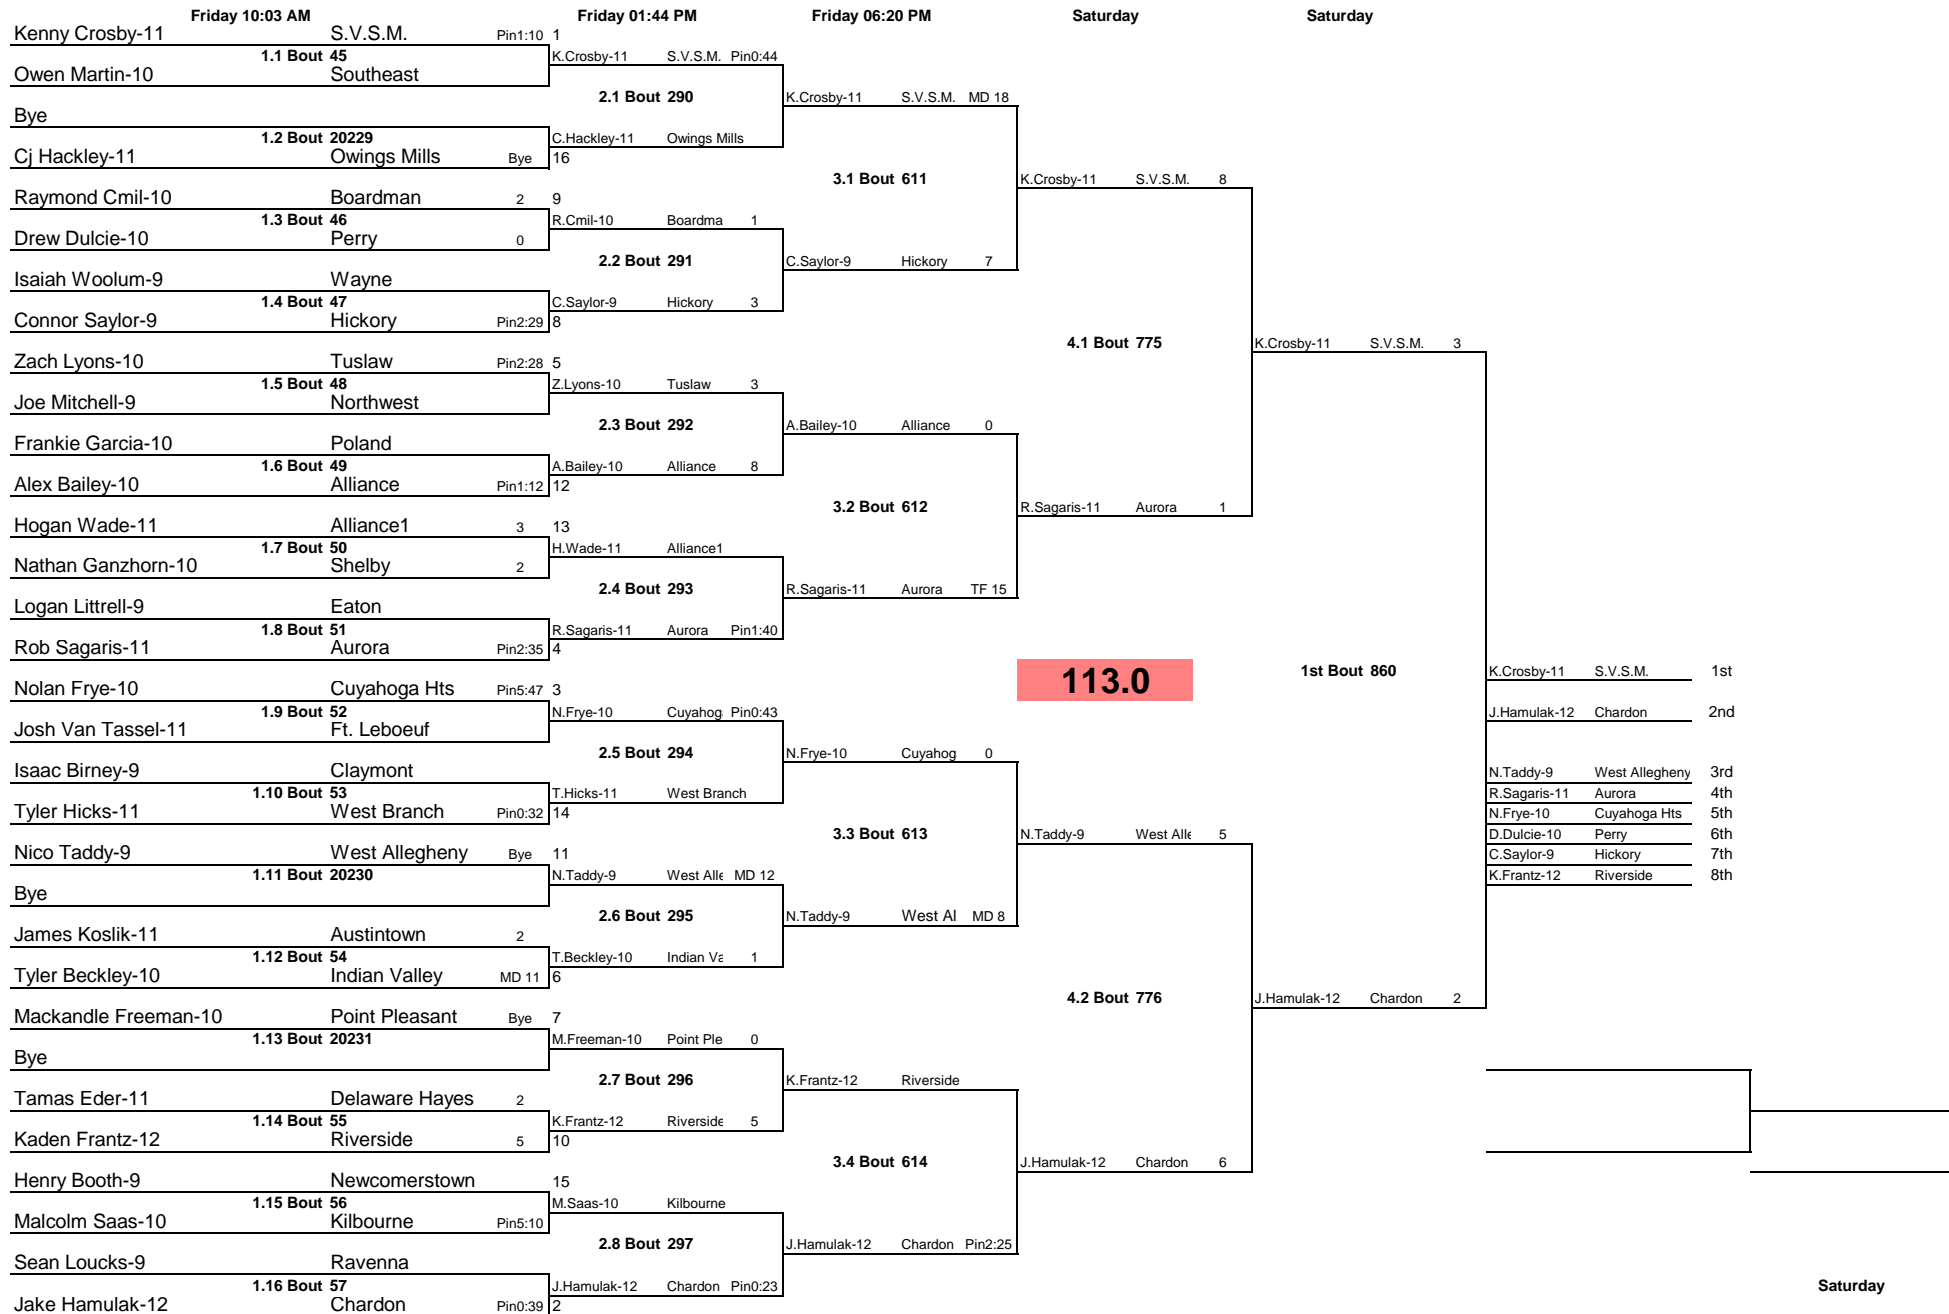 Friday 10:03 AM Friday 01:44 PM Friday 06:20 PM Saturday Saturday
Kenny Crosby-11 S.V.S.M. Pin1:10 1
1.1 Bout 45 K.Crosby-11 S.V.S.M. Pin0:44
Owen Martin-10 Southeast
2.1 Bout 290 K.Crosby-11 S.V.S.M. MD 18
Bye
1.2 Bout 20229 C.Hackley-11 Owings Mills
Cj Hackley-11 Owings Mills Bye 16
3.1 Bout 611 K.Crosby-11 S.V.S.M. 8
Raymond Cmil-10 Boardman 2 9
1.3 Bout 46 R.Cmil-10 Boardma 1
Drew Dulcie-10 Perry 0
2.2 Bout 291 C.Saylor-9 Hickory 7
Isaiah Woolum-9 Wayne
1.4 Bout 47 C.Saylor-9 Hickory 3
Connor Saylor-9 Hickory Pin2:29 8
4.1 Bout 775 K.Crosby-11 S.V.S.M. 3
Zach Lyons-10 Tuslaw Pin2:28 5
1.5 Bout 48 Z.Lyons-10 Tuslaw 3
Joe Mitchell-9 Northwest
2.3 Bout 292 A.Bailey-10 Alliance 0
Frankie Garcia-10 Poland
1.6 Bout 49 A.Bailey-10 Alliance 8
Alex Bailey-10 Alliance Pin1:12 12
3.2 Bout 612 R.Sagaris-11 Aurora 1
Hogan Wade-11 Alliance1 3 13
1.7 Bout 50 H.Wade-11 Alliance1
Nathan Ganzhorn-10 Shelby 2
2.4 Bout 293 R.Sagaris-11 Aurora TF 15
Logan Littrell-9 Eaton
1.8 Bout 51 R.Sagaris-11 Aurora Pin1:40
Rob Sagaris-11 Aurora Pin2:35 4
113.0 1st Bout 860 K.Crosby-11 S.V.S.M. 1st
Nolan Frye-10 Cuyahoga Hts Pin5:47 3
1.9 Bout 52 N.Frye-10 Cuyahog Pin0:43 J.Hamulak-12 Chardon 2nd
Josh Van Tassel-11 Ft. Leboeuf
2.5 Bout 294 N.Frye-10 Cuyahog 0
Isaac Birney-9 Claymont N.Taddy-9 West Allegheny 3rd
1.10 Bout 53 T.Hicks-11 West Branch R.Sagaris-11 Aurora 4th
Tyler Hicks-11 West Branch Pin0:32 14 N.Frye-10 Cuyahoga Hts 5th
3.3 Bout 613 N.Taddy-9 West Alle 5 D.Dulcie-10 Perry 6th
Nico Taddy-9 West Allegheny Bye 11 C.Saylor-9 Hickory 7th
1.11 Bout 20230 N.Taddy-9 West Alle MD 12 K.Frantz-12 Riverside 8th
Bye
2.6 Bout 295 N.Taddy-9 West Al MD 8
James Koslik-11 Austintown 2
1.12 Bout 54 T.Beckley-10 Indian Va 1
Tyler Beckley-10 Indian Valley MD 11 6
4.2 Bout 776 J.Hamulak-12 Chardon 2
Mackandle Freeman-10 Point Pleasant Bye 7
1.13 Bout 20231 M.Freeman-10 Point Ple 0
Bye
2.7 Bout 296 K.Frantz-12 Riverside
Tamas Eder-11 Delaware Hayes 2
1.14 Bout 55 K.Frantz-12 Riverside 5
Kaden Frantz-12 Riverside 5 10
3.4 Bout 614 J.Hamulak-12 Chardon 6
Henry Booth-9 Newcomerstown 15
1.15 Bout 56 M.Saas-10 Kilbourne
Malcolm Saas-10 Kilbourne Pin5:10
2.8 Bout 297 J.Hamulak-12 Chardon Pin2:25
Sean Loucks-9 Ravenna
1.16 Bout 57 J.Hamulak-12 Chardon Pin0:23 Saturday
Jake Hamulak-12 Chardon Pin0:39 2